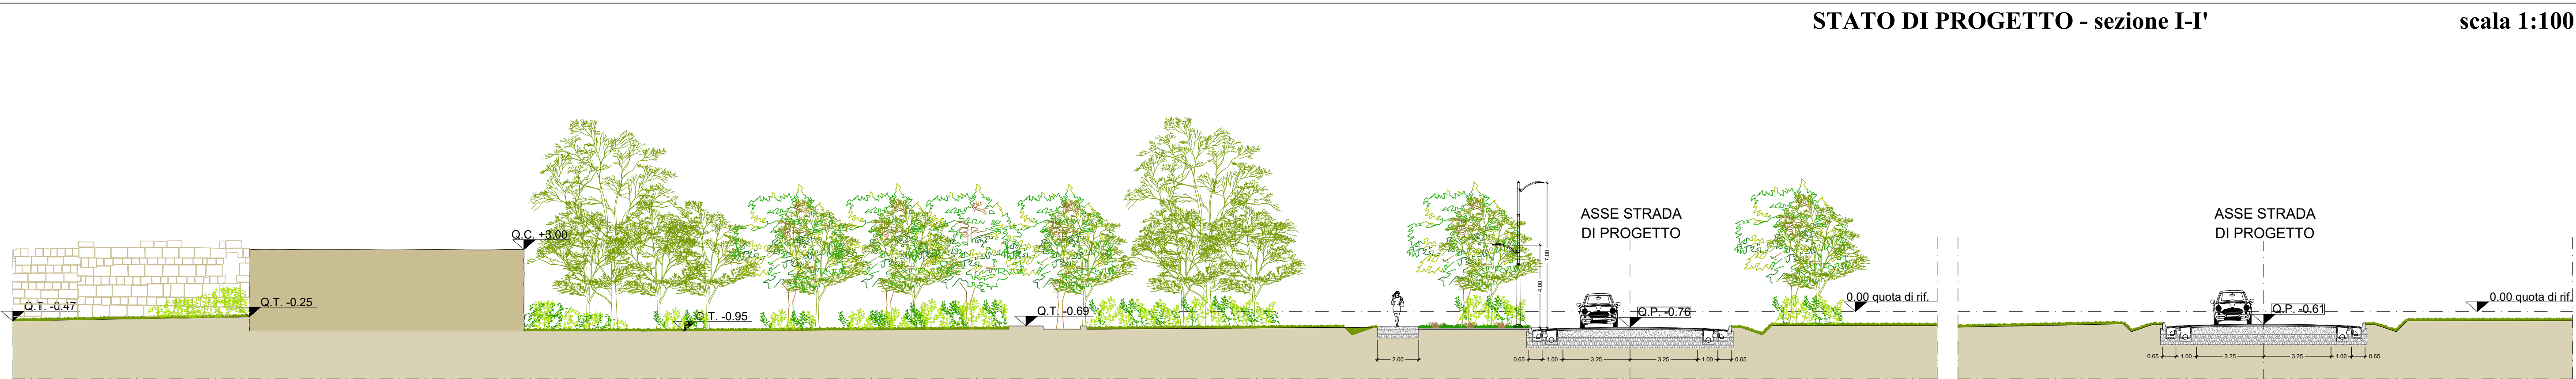 STATO DI PROGETTO - sezione I-I' scala 1:100
ASSE STRADA
DI PROGETTO
ASSE STRADA
DI PROGETTO
Q.C. +3.00
7.00
4.00
Q.T. -0.47
Q.T. -0.25
Q.T. -0.95
Q.T. -0.69
Q.P. -0.76
0.00 quota di rif.
Q.P. -0.61
0.00 quota di rif.
2.00
0.65 1.00 3.25 3.25 1.00 0.65
0.65 1.00 3.25 3.25 1.00 0.65